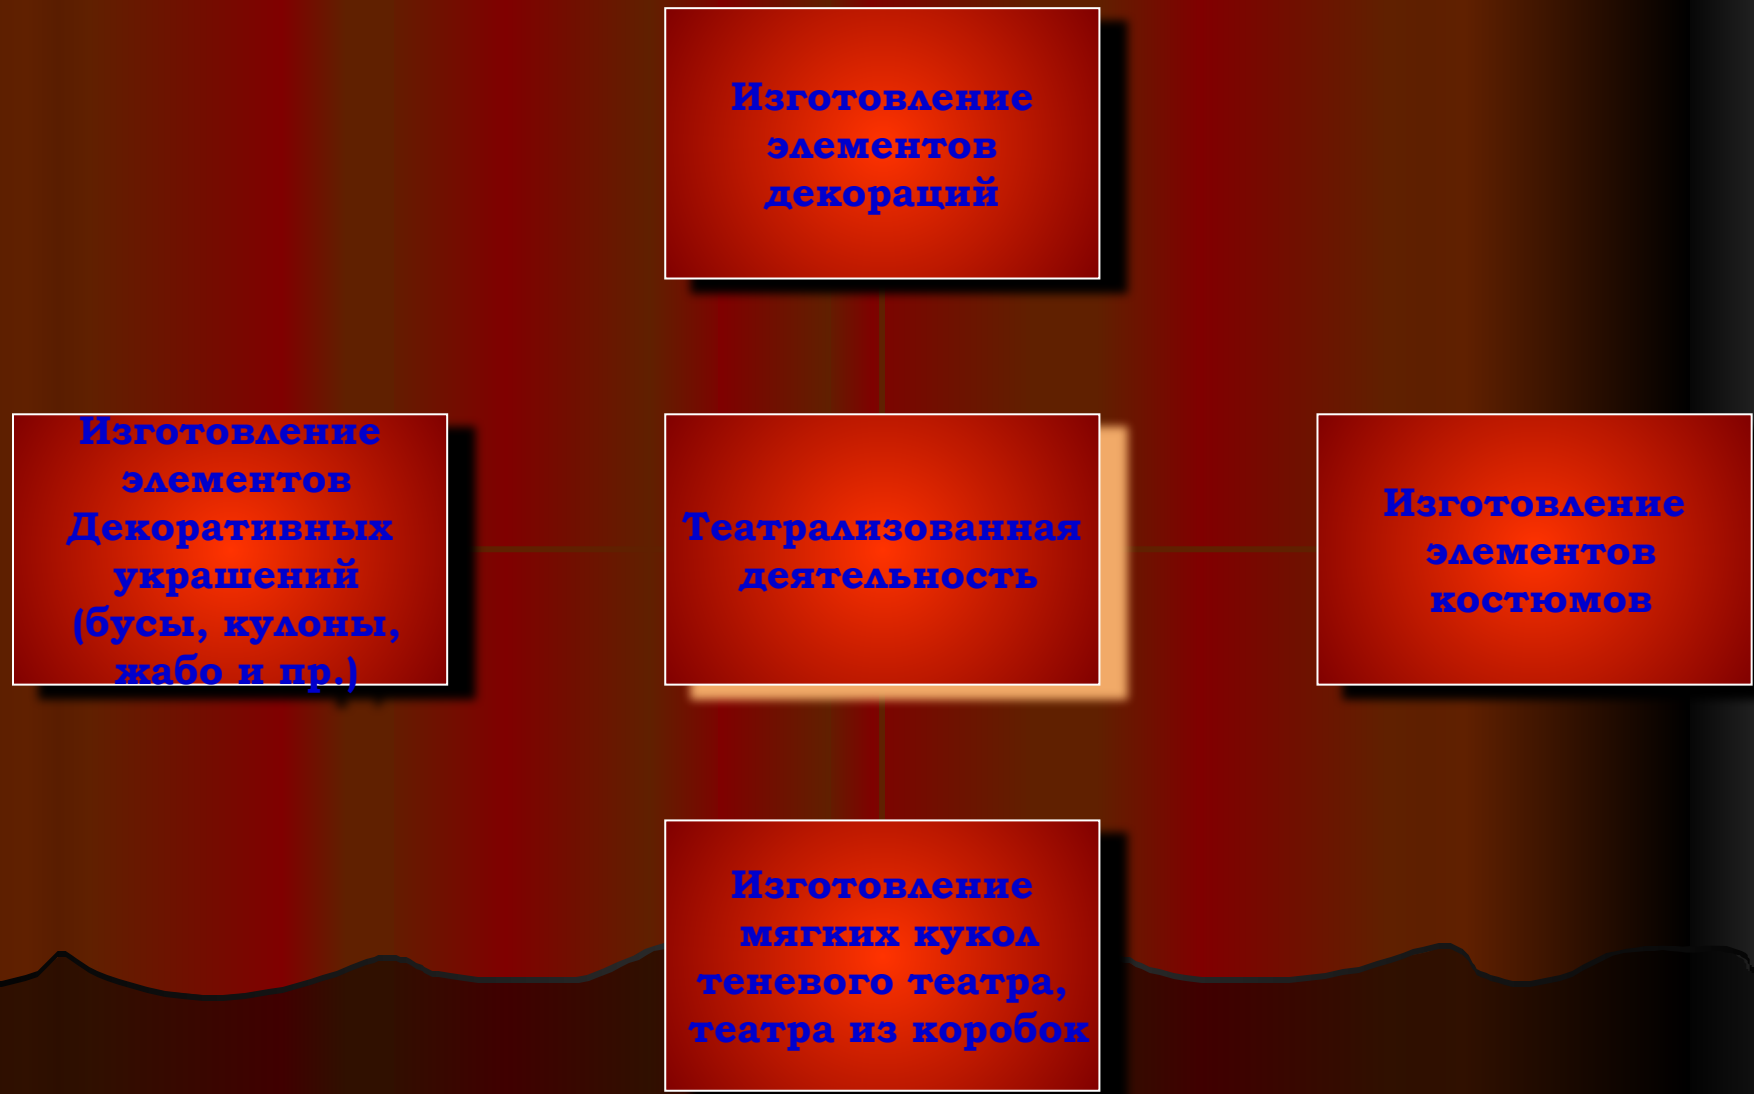 Изготовление
элементов
декораций
Изготовление
элементов
Декоративных
украшений
(бусы, кулоны,
жабо и пр.)
Театрализованная
деятельность
Изготовление
элементов
костюмов
Изготовление
мягких кукол
теневого театра,
театра из коробок